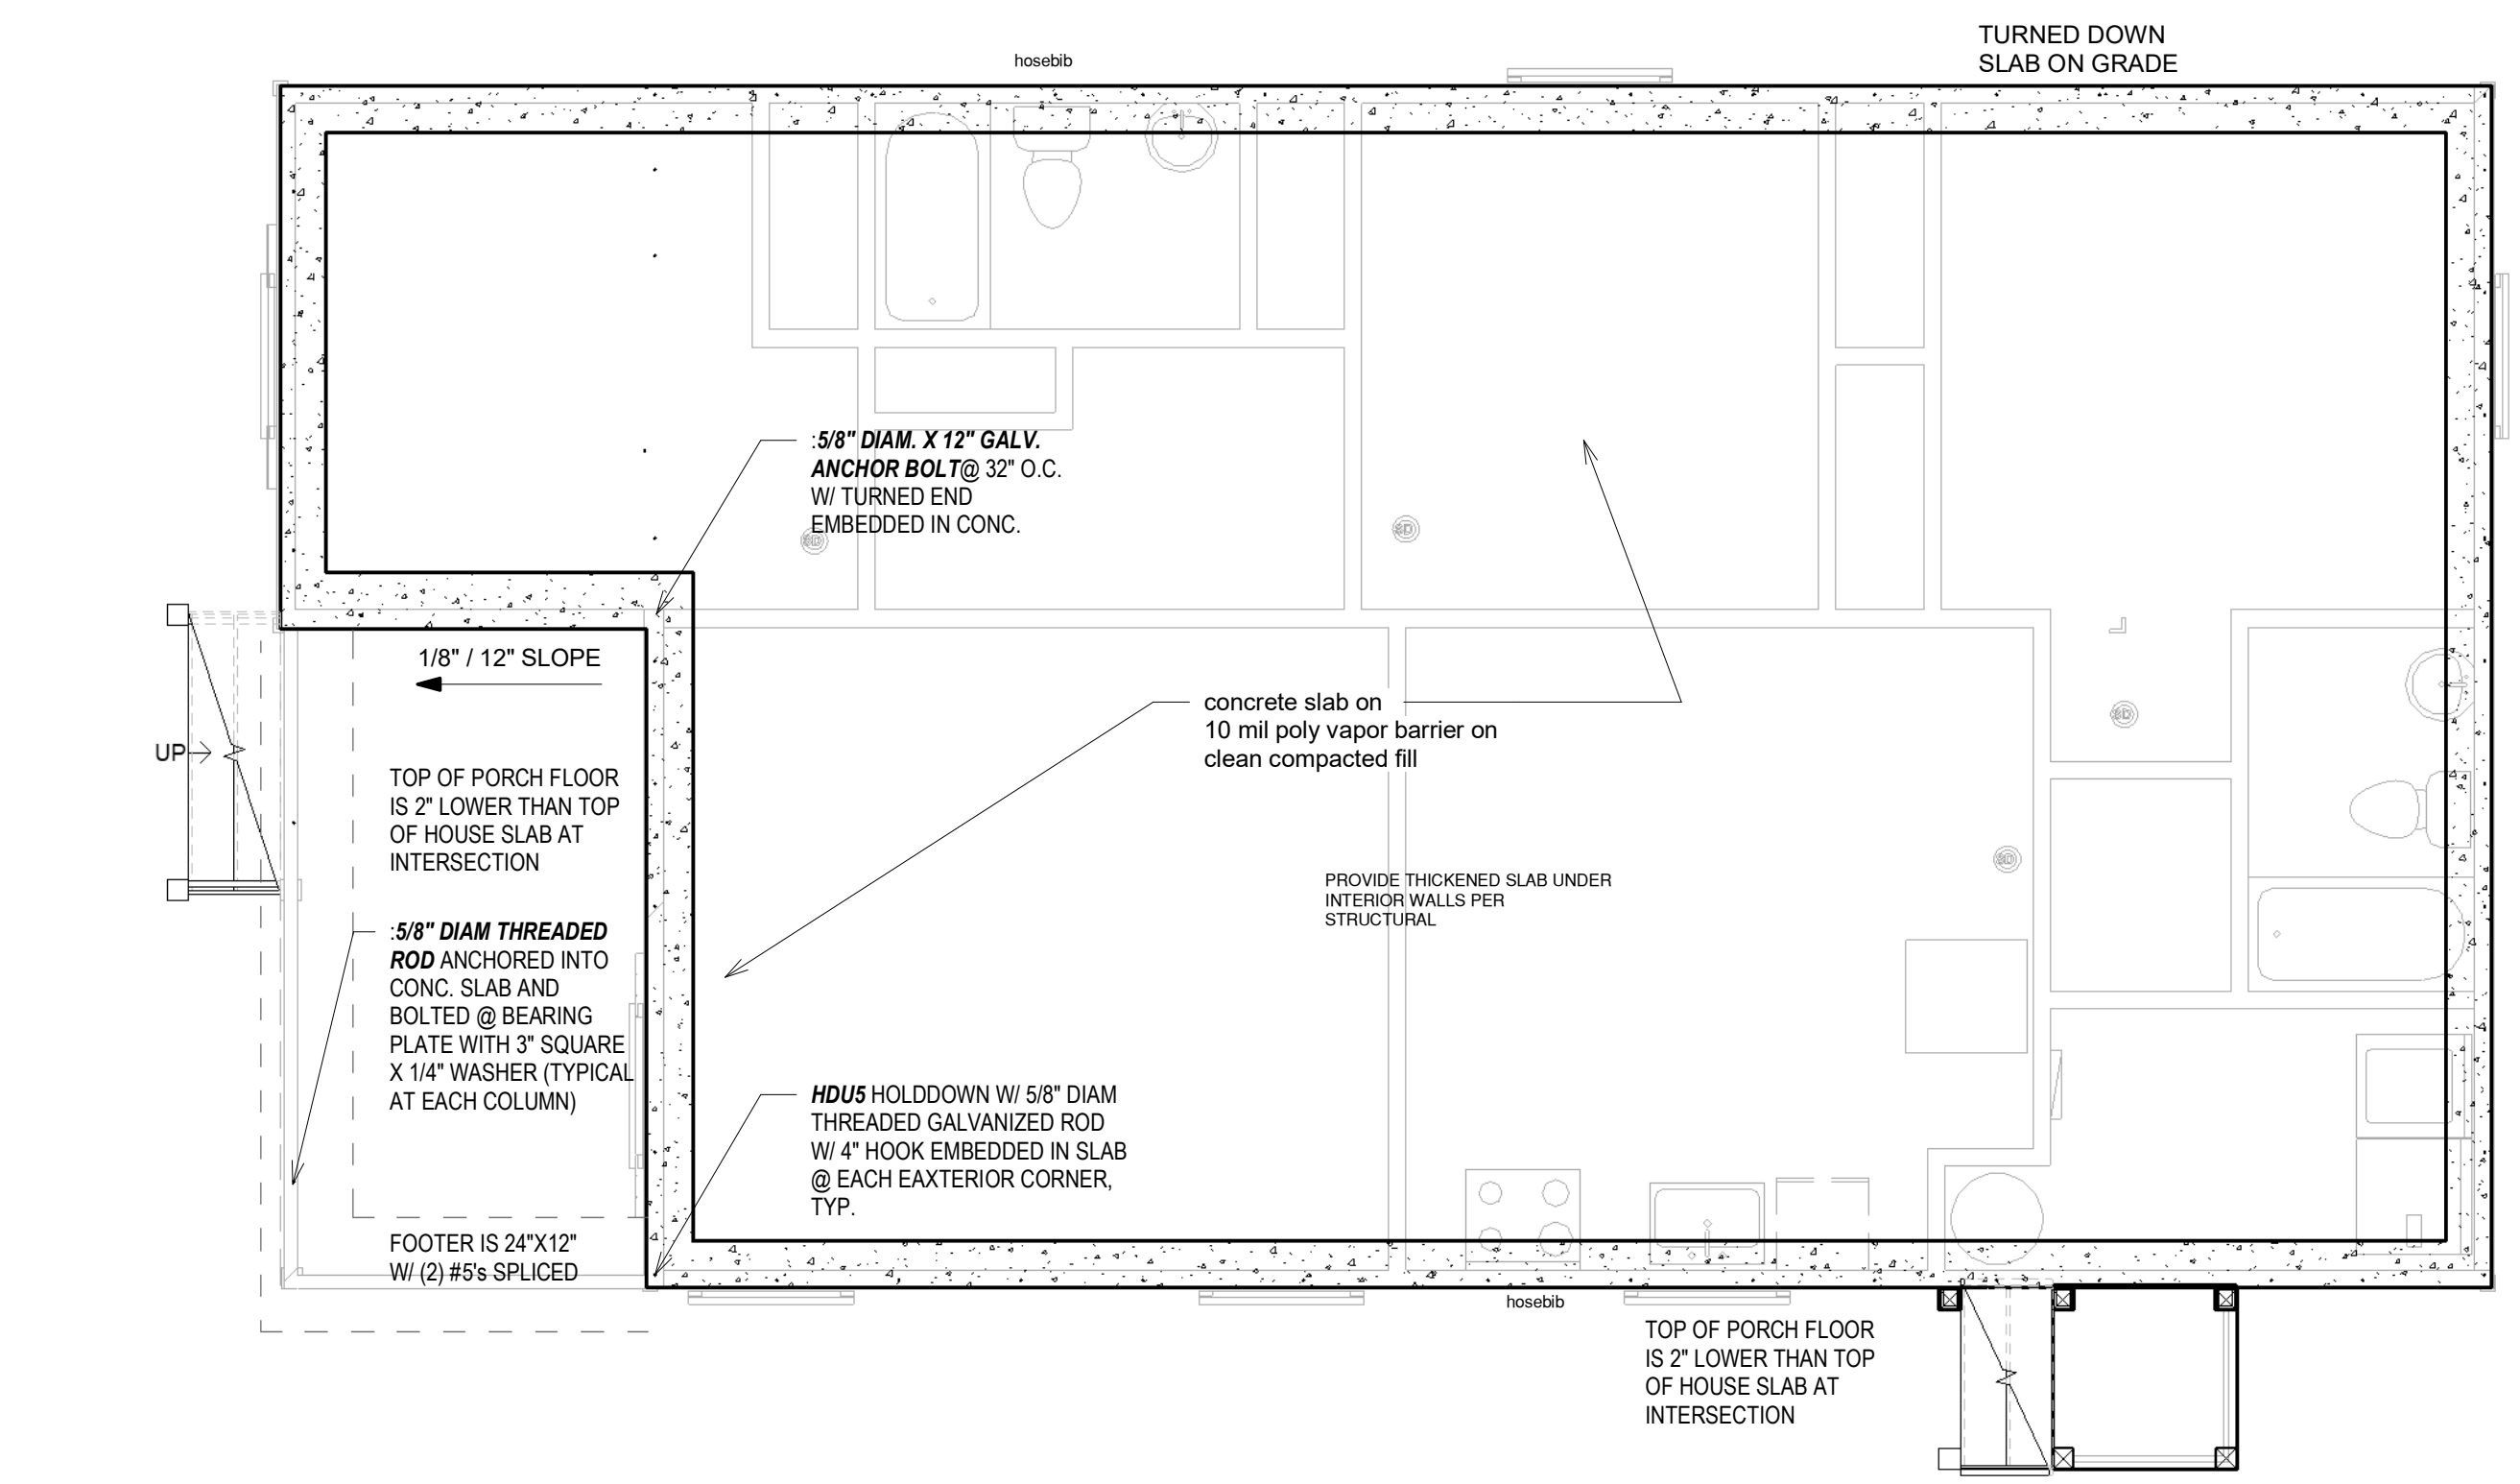 TURNED DOWN
SLAB ON GRADE
hosebib
:5/8" DIAM. X 12" GALV.
ANCHOR BOLT@ 32" O.C.
W/ TURNED END
EMBEDDED IN CONC.
SD
SD
1/8" / 12" SLOPE
concrete slab on
10 mil poly vapor barrier on
clean compacted fill
SD
UP
TOP OF PORCH FLOOR
IS 2" LOWER THAN TOP
OF HOUSE SLAB AT
INTERSECTION
SD
PROVIDE THICKENED SLAB UNDER
INTERIOR WALLS PER
STRUCTURAL
:5/8" DIAM THREADED
ROD ANCHORED INTO
CONC. SLAB AND
BOLTED @ BEARING
PLATE WITH 3" SQUARE
X 1/4" WASHER (TYPICAL
AT EACH COLUMN)
HDU5 HOLDDOWN W/ 5/8" DIAM
THREADED GALVANIZED ROD
W/ 4" HOOK EMBEDDED IN SLAB
@ EACH EAXTERIOR CORNER,
TYP.
FOOTER IS 24"X12"
W/ (2) #5's SPLICED
hosebib
TOP OF PORCH FLOOR
IS 2" LOWER THAN TOP
OF HOUSE SLAB AT
INTERSECTION